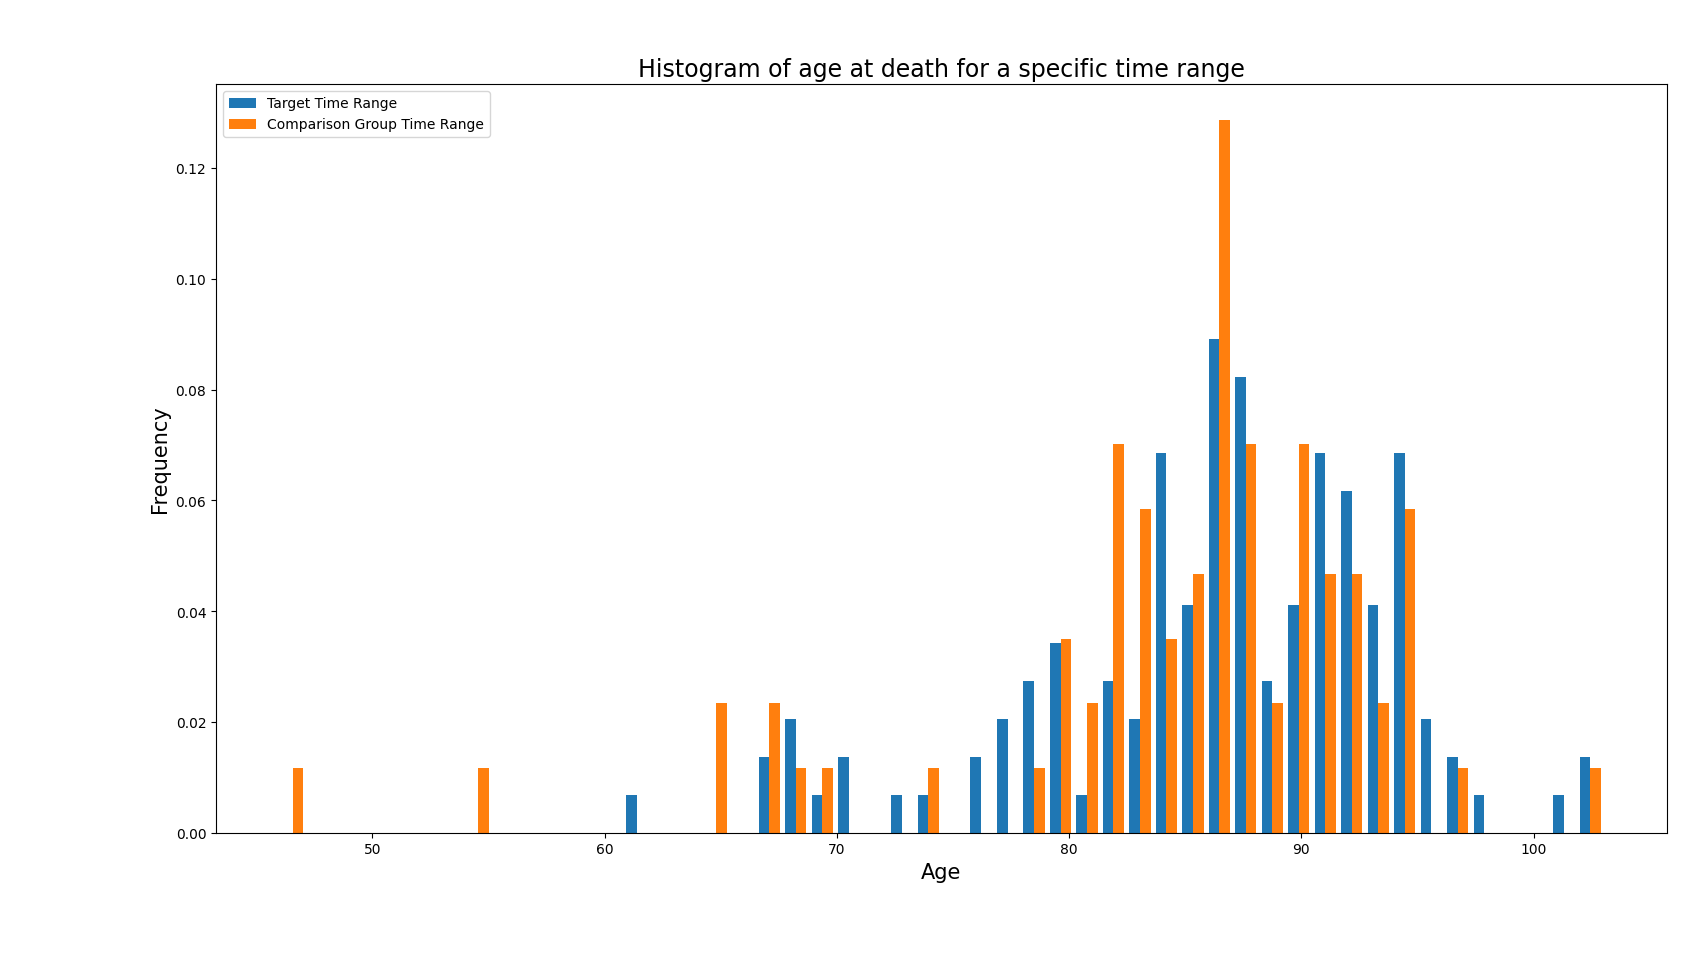 Histogram of age at death for a specific time range
Target Time Range
Comparison Group Time Range
0.12
0.10
0.08
0.06
0.04
0.02
0.00
Frequency
50 60 70 80 90 100
Age